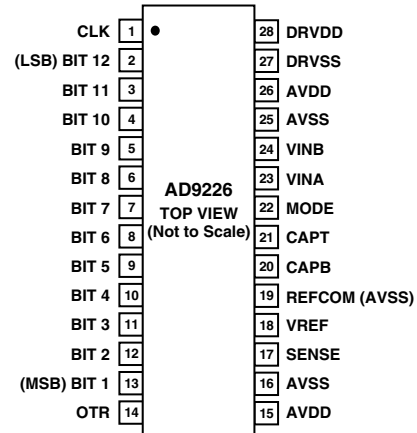 CLK 1 28 DRVDD
(LSB) BIT 12 2 27 DRVSS
BIT 11 3 26 AVDD
BIT 10 4 25 AVSS
BIT 9 5 24 VINB
BIT 8 6 23 VINA
BIT 7 7 22 MODE
BIT 6 8 21 CAPT
BIT 5 9 20 CAPB
BIT 4 10 19 REFCOM (AVSS)
BIT 3 11 18 VREF
BIT 2 12 17 SENSE
(MSB) BIT 1 13 16 AVSS
OTR 14 15 AVDD
AD9226
TOP VIEW
(Not to Scale)